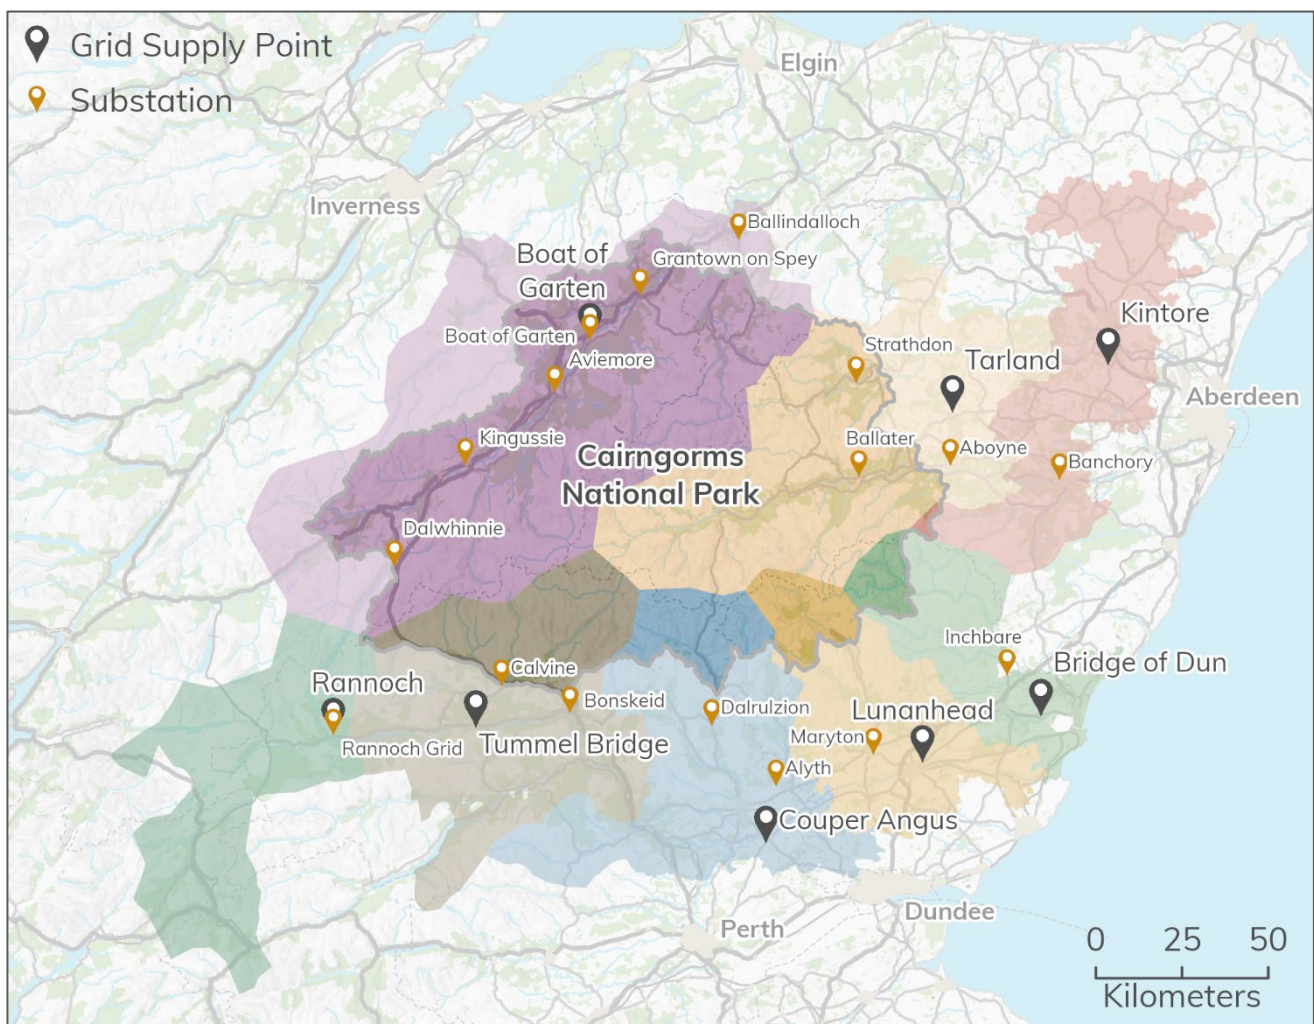 Grid Supply Point
Substation
Elgin
Inverness
Ballindalloch
Boat of
Garten
Grantown on Spey
Kintore
Boat of Garten
Strathdon
Tarland
Aviemore
Aberdeen
Kingussie
Ballater
Aboyne
Banchory
Cairngorms
National Park
Dalwhinnie
Inchbare
Bridge of Dun
Calvine
Rannoch
Bonskeid
Dalrulzion
Lunanhead
Rannoch Grid
Tummel Bridge
Maryton
Alyth
Couper Angus
Dundee
Perth
0 25 50
Kilometers